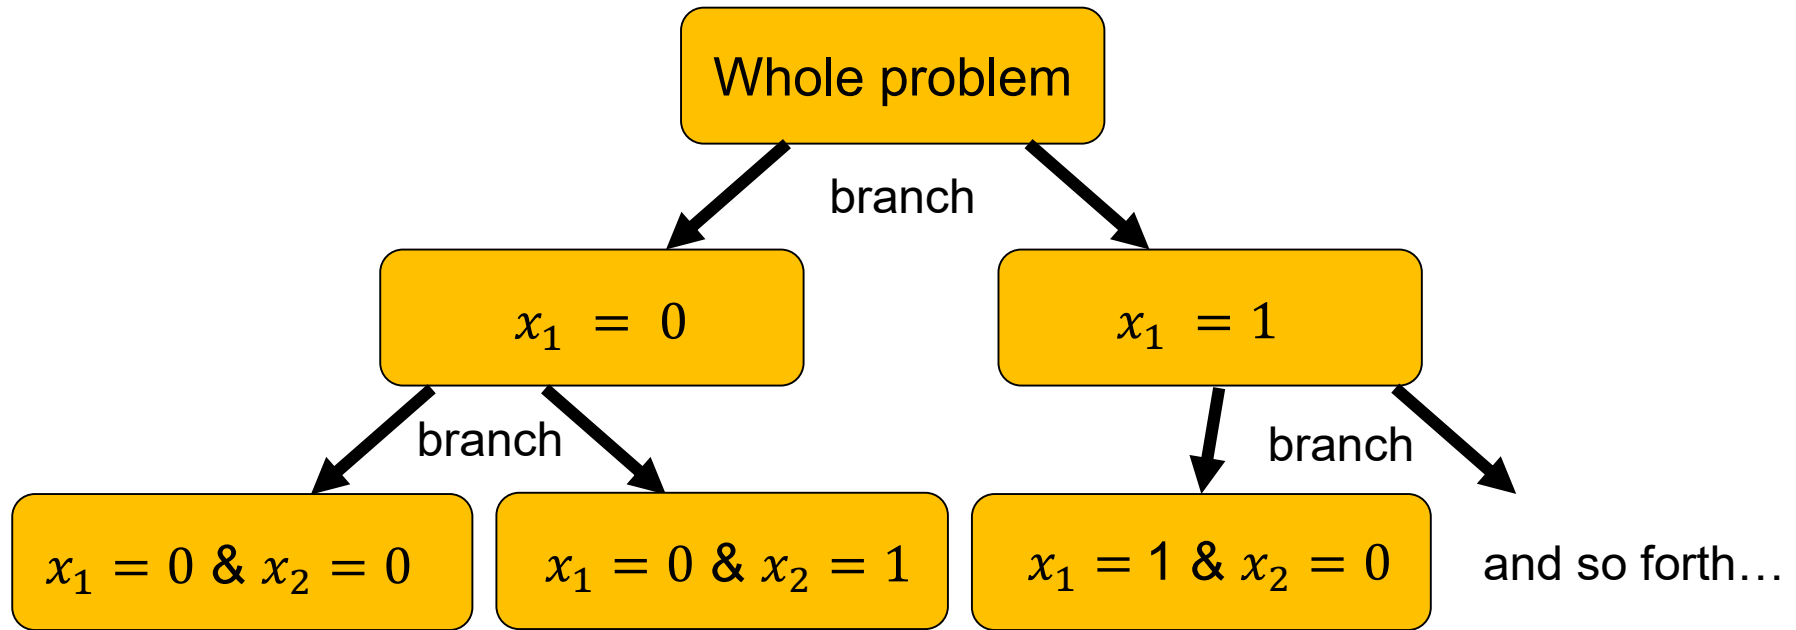 Whole problem
branch
x₁ = 0
x₁ = 1
branch
branch
x₁ = 0 & x₂ = 0
x₁ = 0 & x₂ = 1
x₁ = 1 & x₂ = 0
and so forth…